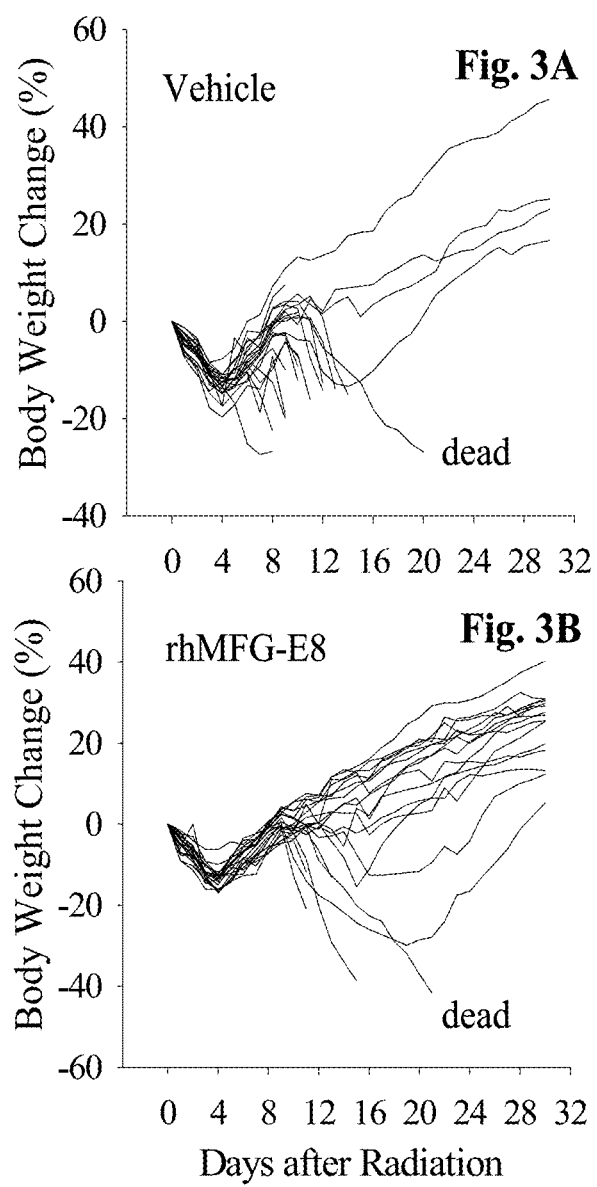 Fig. 3A
Vehicle
Body Weight Change (%)
60
40
20
0
-20
-40
dead
0 4 8 12 16 20 24 28 32
Fig. 3B
rhMFG-E8
Body Weight Change (%)
60
40
20
0
-20
-40
-60
dead
0 4 8 12 16 20 24 28 32
Days after Radiation